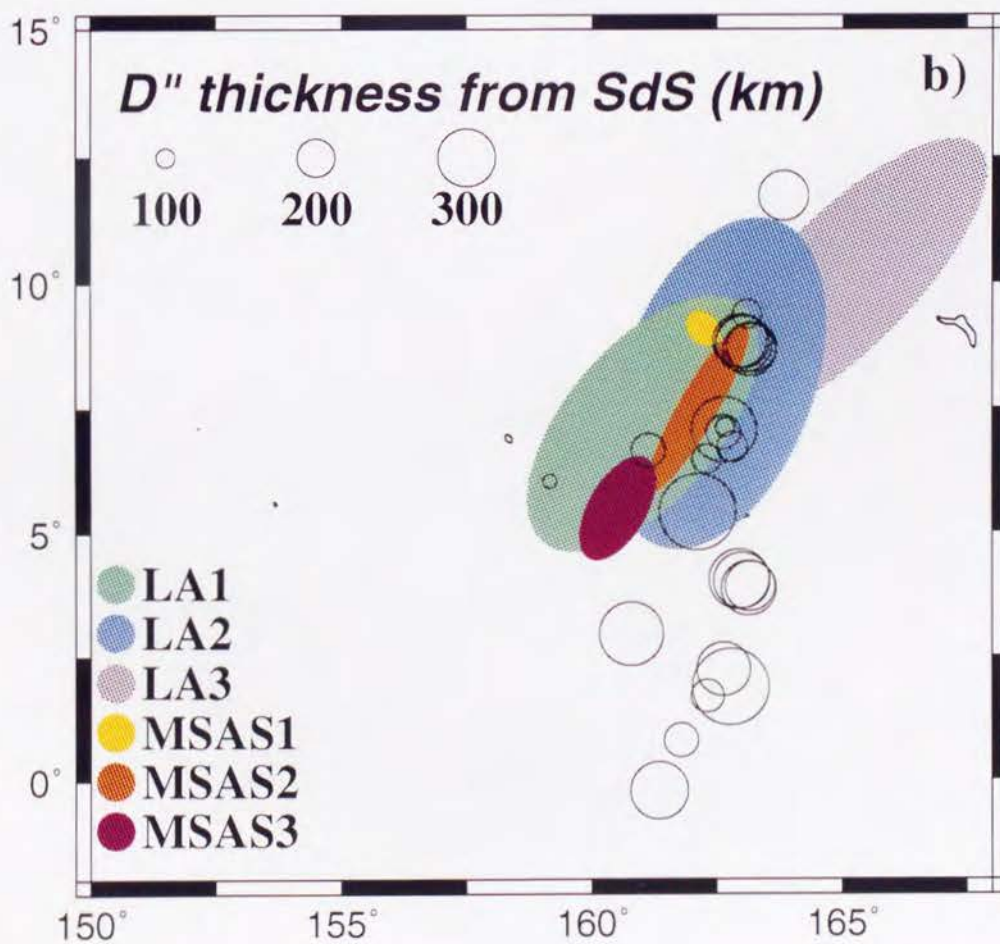 15°
b)
D" thickness from SdS (km)
100 200 300
10°
5°
LA1
LA2
LA3
MSAS1
0°
MSAS2
MSAS3
150° 155° 160° 165°